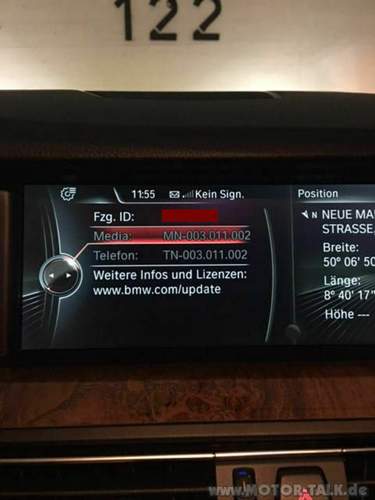 122
11:55 Kein Sign.
Fzg. ID:
Media: MN-003.011.002
Telefon: TN-003.011.002
Weitere Infos und Lizenzen:
www.bmw.com/update
Position
N NEUE MA
STRASSE,
Breite:
50° 06' 50
Länge:
8° 40' 17"
Höhe ---
www.MOTOR-TALK.de